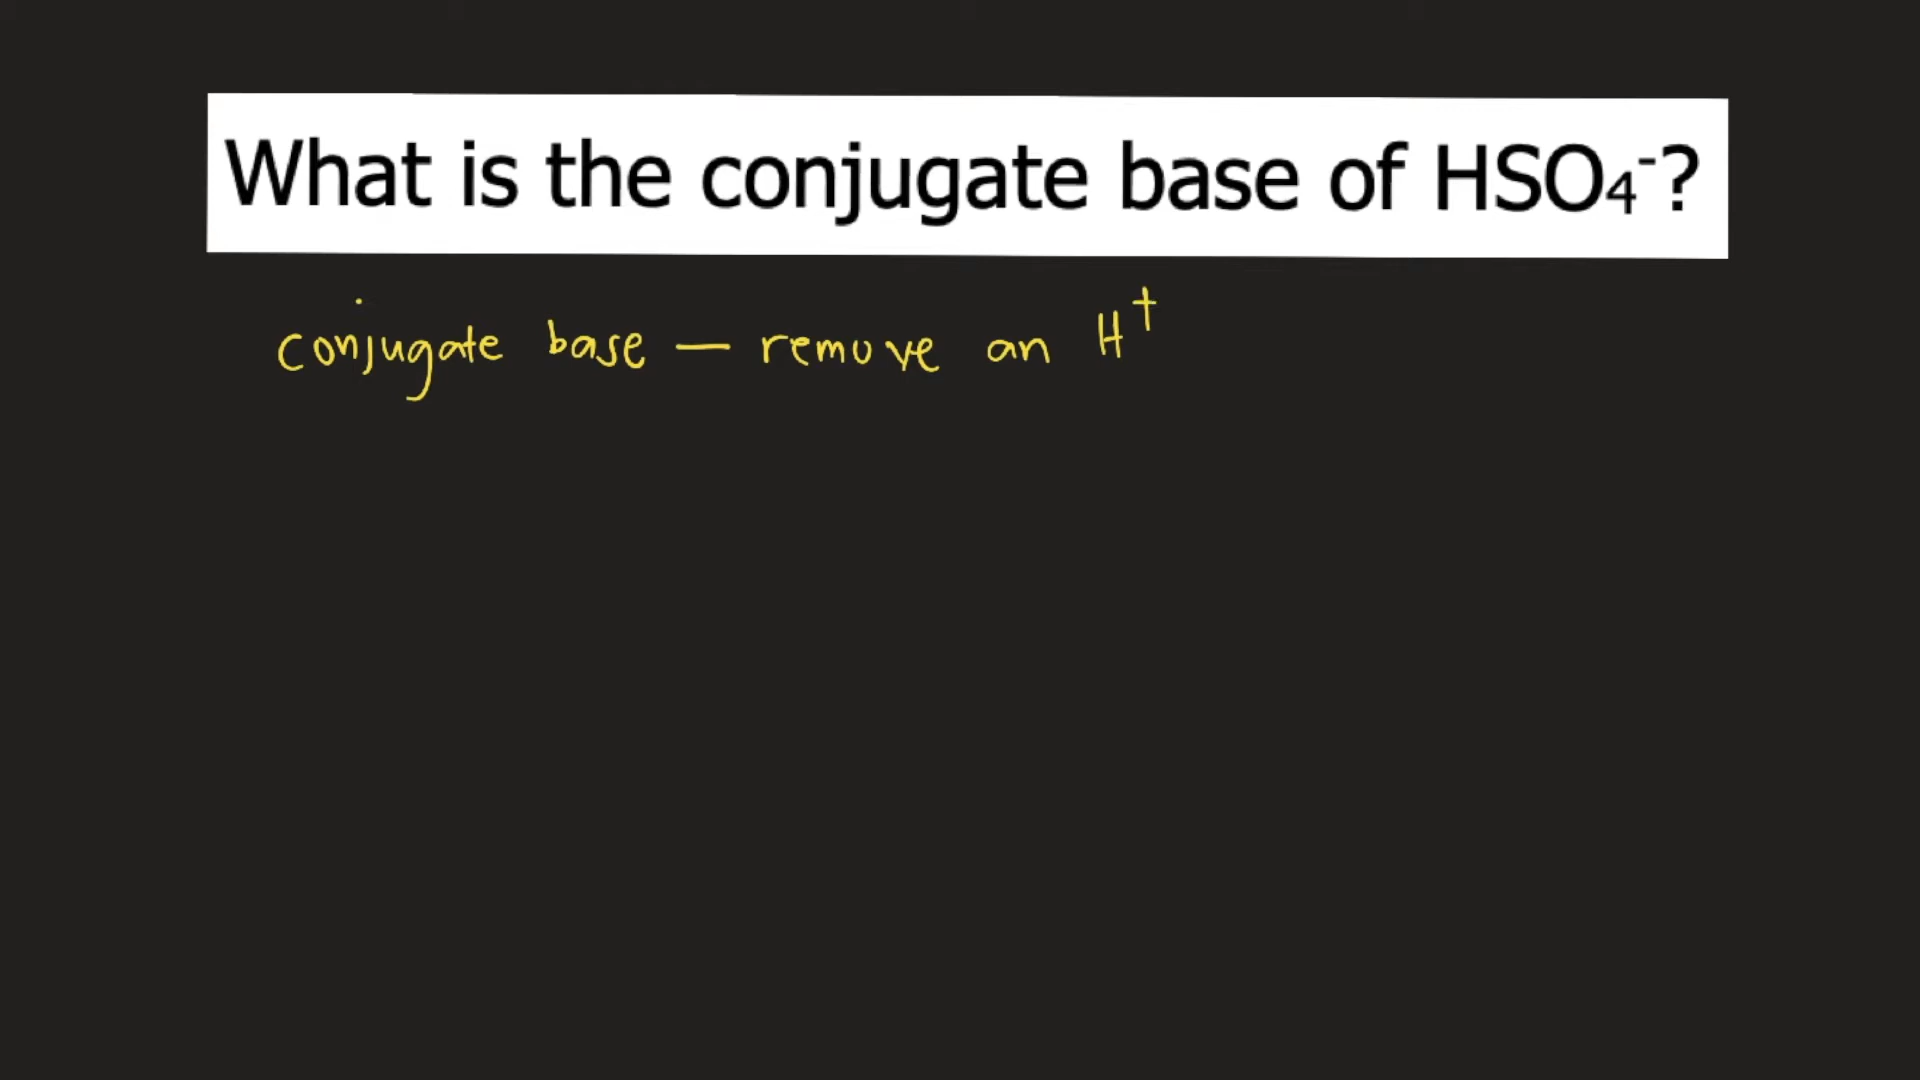 What is the conjugate base of HSO₄⁻?
conjugate base — remove an H⁺